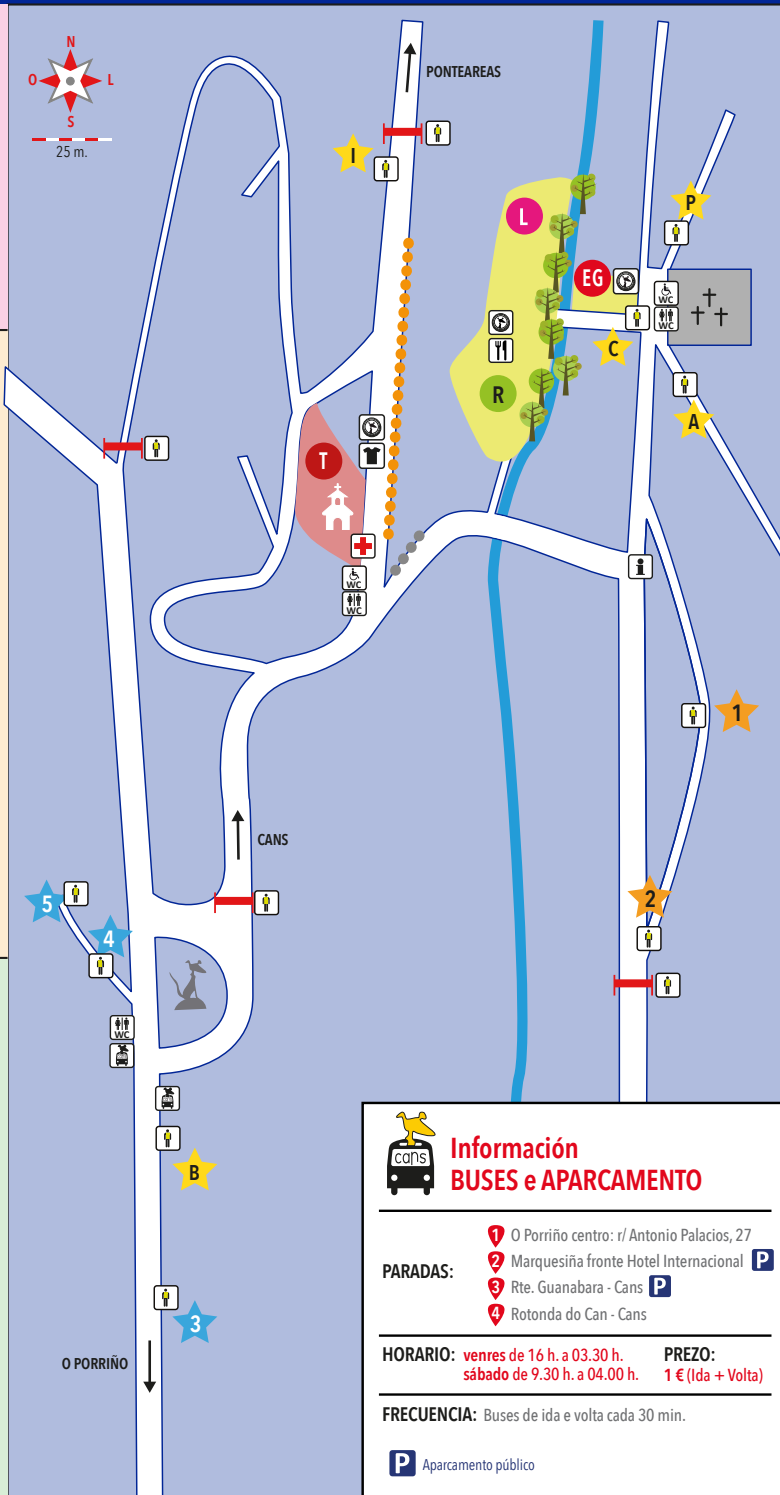 N
O
L
S
25 m.
PONTEAREAS
I
L
P
EG
WC
WC
C
R
A
T
WC
WC
i
1
CANS
2
5
4
WC
B
3
O PORRIÑO
cans
Información
BUSES e APARCAMENTO
PARADAS:
1 O Porriño centro: r/ Antonio Palacios, 27
2 Marquesiña fronte Hotel Internacional P
3 Rte. Guanabara - Cans P
4 Rotonda do Can - Cans
HORARIO: venres de 16 h. a 03.30 h.
sábado de 9.30 h. a 04.00 h.
PREZO:
1 € (Ida + Volta)
FRECUENCIA: Buses de ida e volta cada 30 min.
P Aparcamento público